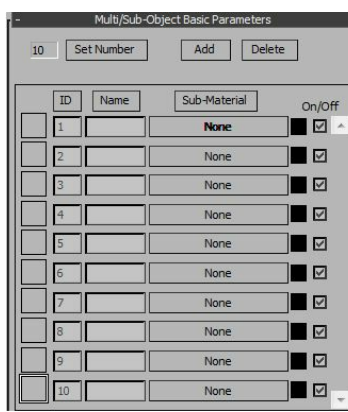 - Multi/Sub-Object Basic Parameters
10 Set Number Add Delete
ID Name Sub-Material On/Off
1 None
2 None
3 None
4 None
5 None
6 None
7 None
8 None
9 None
10 None